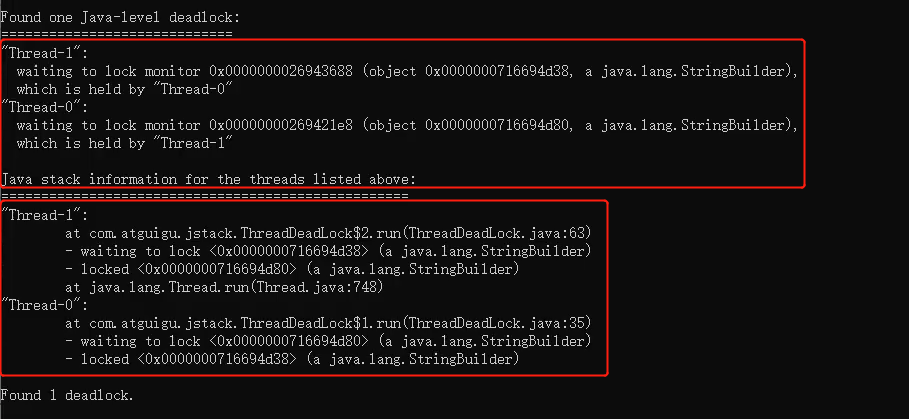 Found one Java-level deadlock:
=============================
"Thread-1":
  waiting to lock monitor 0x0000000026943688 (object 0x0000000716694d38, a java.lang.StringBuilder),
  which is held by "Thread-0"
"Thread-0":
  waiting to lock monitor 0x00000000269421e8 (object 0x0000000716694d80, a java.lang.StringBuilder),
  which is held by "Thread-1"
Java stack information for the threads listed above:
===================================================
"Thread-1":
        at com.atguigu.jstack.ThreadDeadLock$2.run(ThreadDeadLock.java:63)
        - waiting to lock <0x0000000716694d38> (a java.lang.StringBuilder)
        - locked <0x0000000716694d80> (a java.lang.StringBuilder)
        at java.lang.Thread.run(Thread.java:748)
"Thread-0":
        at com.atguigu.jstack.ThreadDeadLock$1.run(ThreadDeadLock.java:35)
        - waiting to lock <0x0000000716694d80> (a java.lang.StringBuilder)
        - locked <0x0000000716694d38> (a java.lang.StringBuilder)
Found 1 deadlock.